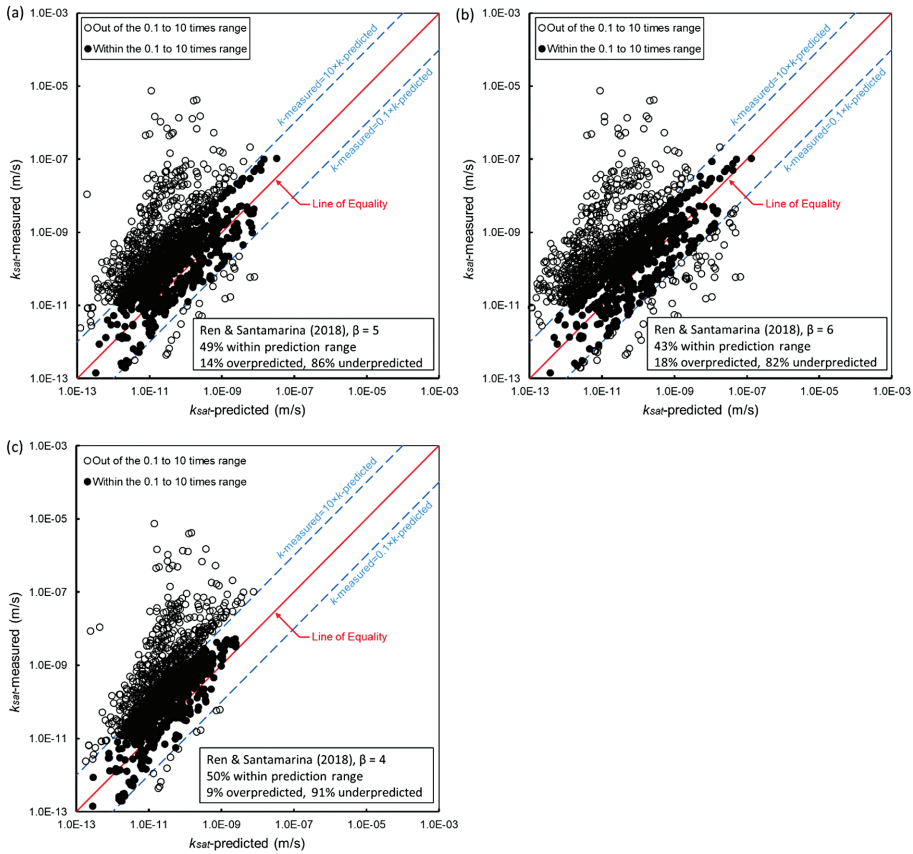 (a)
1.0E-03
1.0E-05
1.0E-07
1.0E-09
1.0E-11
1.0E-13
ksat-measured (m/s)
Out of the 0.1 to 10 times range
Within the 0.1 to 10 times range
k-measured=10×k-predicted
k-measured=0.1×k-predicted
Line of Equality
Ren & Santamarina (2018), β = 5
49% within prediction range
14% overpredicted, 86% underpredicted
1.0E-13 1.0E-11 1.0E-09 1.0E-07 1.0E-05 1.0E-03
ksat-predicted (m/s)
(b)
1.0E-03
1.0E-05
1.0E-07
1.0E-09
1.0E-11
1.0E-13
ksat-measured (m/s)
Out of the 0.1 to 10 times range
Within the 0.1 to 10 times range
k-measured=10×k-predicted
k-measured=0.1×k-predicted
Line of Equality
Ren & Santamarina (2018), β = 6
43% within prediction range
18% overpredicted, 82% underpredicted
1.0E-13 1.0E-11 1.0E-09 1.0E-07 1.0E-05 1.0E-03
ksat-predicted (m/s)
(c)
1.0E-03
1.0E-05
1.0E-07
1.0E-09
1.0E-11
1.0E-13
ksat-measured (m/s)
Out of the 0.1 to 10 times range
Within the 0.1 to 10 times range
k-measured=10×k-predicted
k-measured=0.1×k-predicted
Line of Equality
Ren & Santamarina (2018), β = 4
50% within prediction range
9% overpredicted, 91% underpredicted
1.0E-13 1.0E-11 1.0E-09 1.0E-07 1.0E-05 1.0E-03
ksat-predicted (m/s)